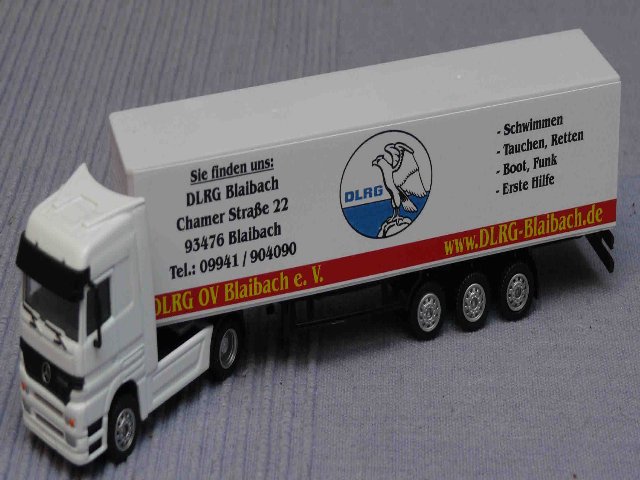 Sie finden uns:
DLRG Blaibach
Chamer Straße 22
93476 Blaibach
Tel.: 09941 / 904090
DLRG
- Schwimmen
- Tauchen, Retten
- Boot, Funk
- Erste Hilfe
DLRG OV Blaibach e. V.
www.DLRG-Blaibach.de